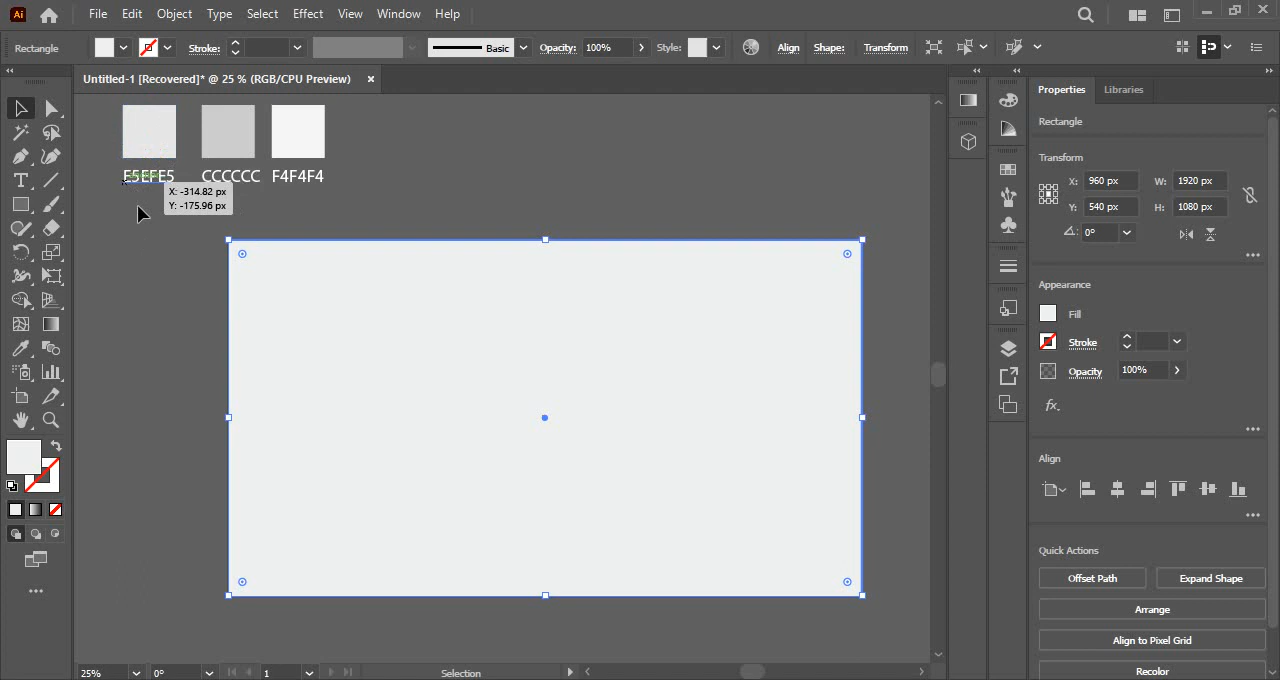 Ai
File Edit Object Type Select Effect View Window Help
Rectangle Stroke: Basic Opacity: 100% Style: Align Shape: Transform
Untitled-1 [Recovered]* @ 25 % (RGB/CPU Preview) ×
E5EFE5 CCCCCC F4F4F4
X: -314.82 px
Y: -175.96 px
Properties Libraries
Rectangle
Transform
X: 960 px W: 1920 px
Y: 540 px H: 1080 px
0°
Appearance
Fill
Stroke
Opacity 100%
fx.
Align
Quick Actions
Offset Path Expand Shape
Arrange
Align to Pixel Grid
Recolor
25% 0° 1 Selection